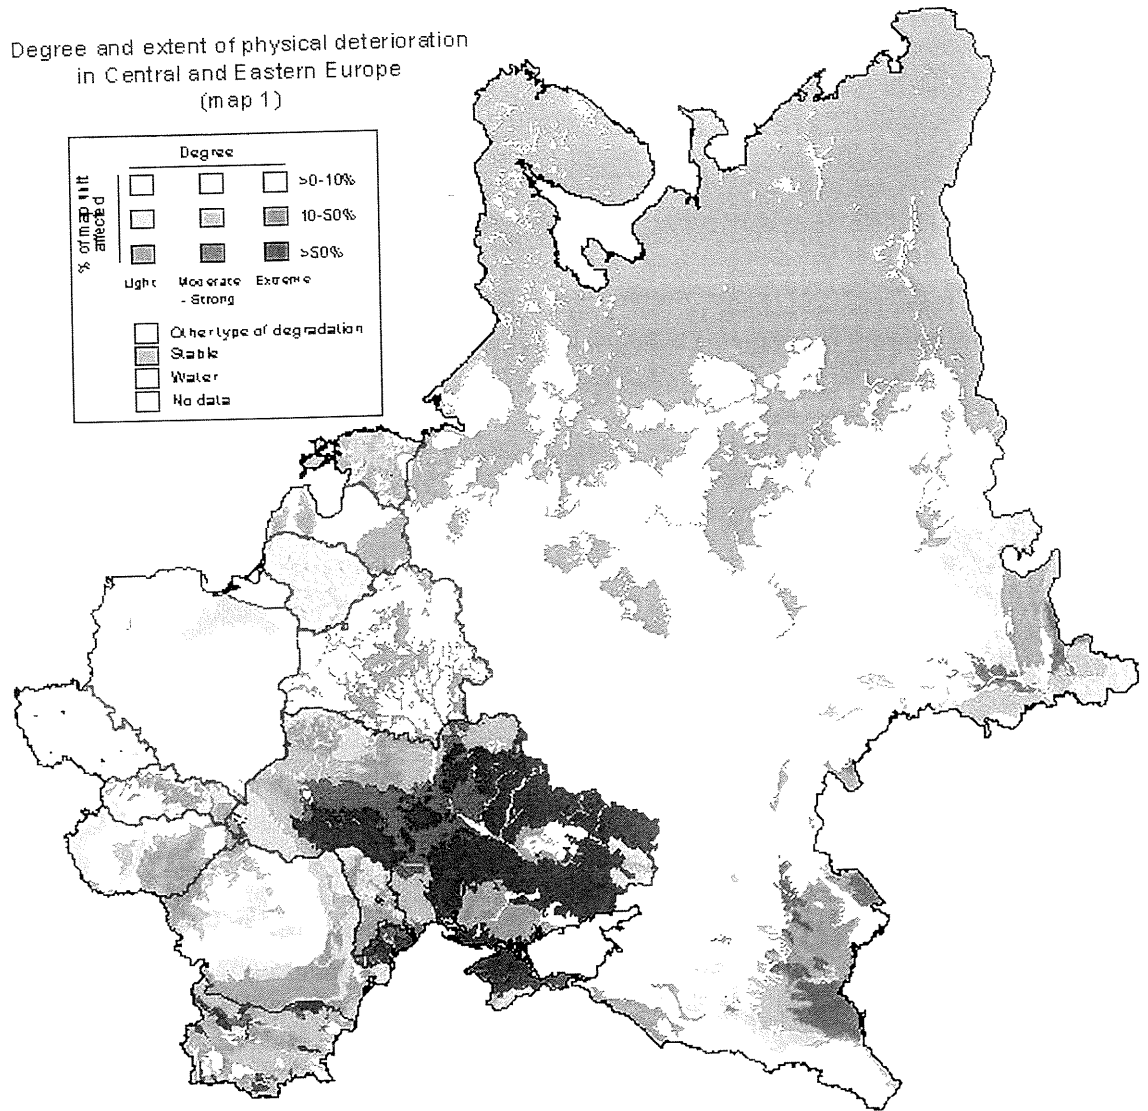 Degree and extent of physical deterioration
in Central and Eastern Europe
(map 1)
Degree
% of map unit
affected
>0-10%
10-50%
>50%
Light
Moderate
- Strong
Extreme
Other type of degradation
Stable
Water
No data